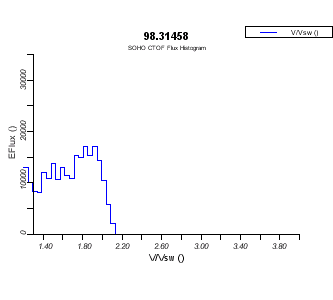 98.31458
SOHO CTOF Flux Histogram
V/Vsw ()
EFlux ()
30000
20000
10000
0
1.40 1.80 2.20 2.60 3.00 3.40 3.80
V/Vsw ()